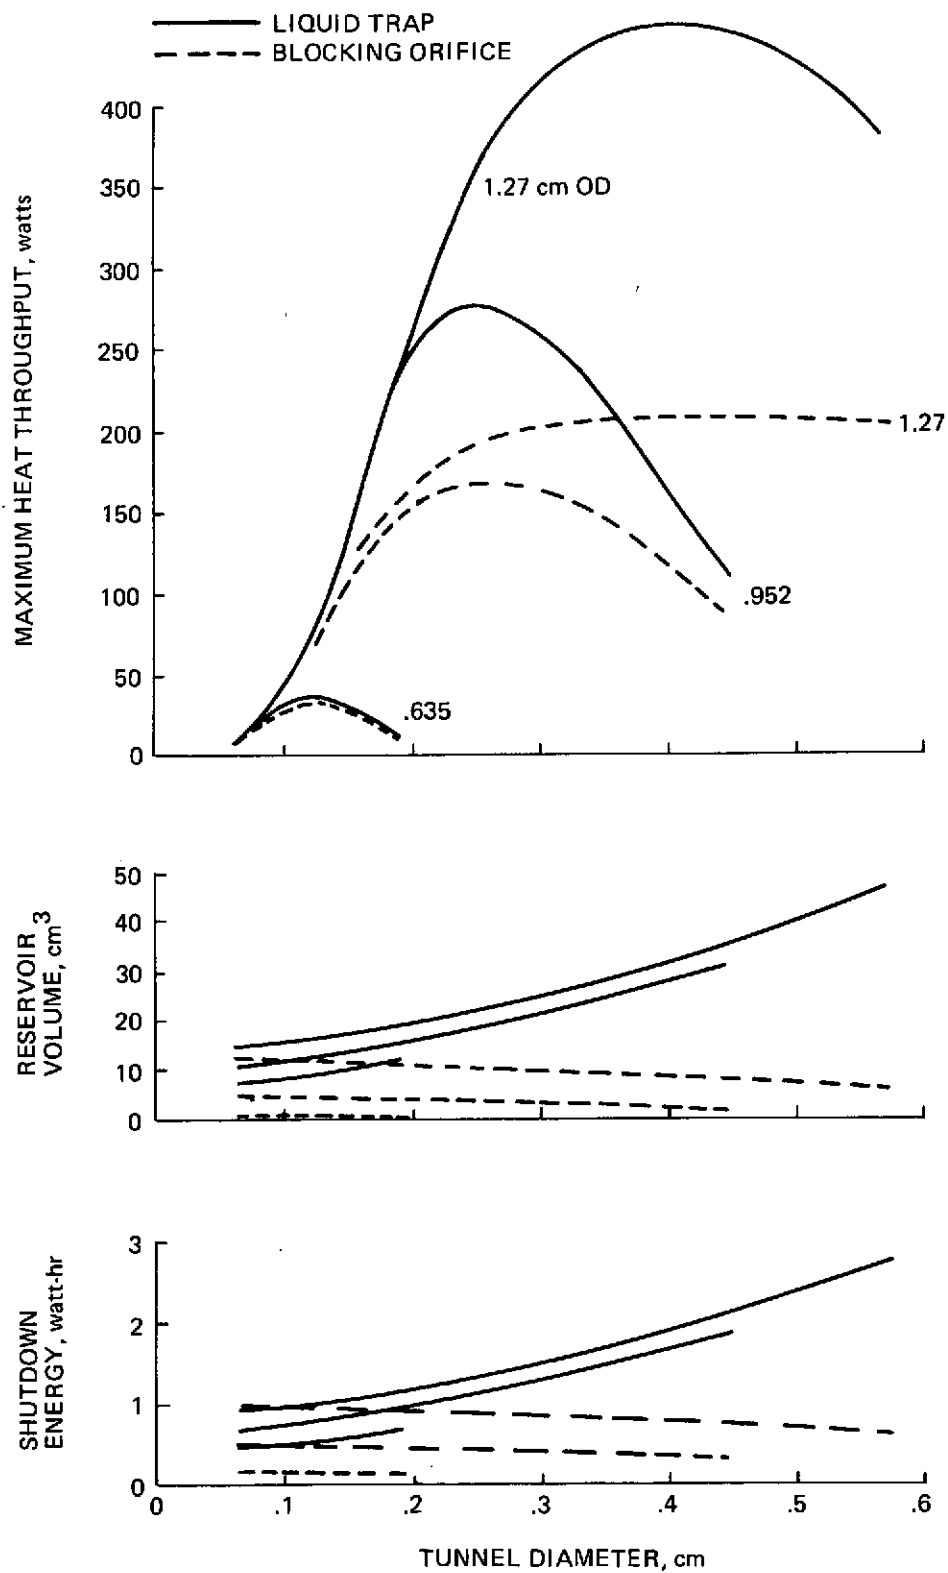 LIQUID TRAP
BLOCKING ORIFICE
MAXIMUM HEAT THROUGHPUT, watts
400
350
300
250
200
150
100
50
0
1.27 cm OD
1.27
.952
.635
RESERVOIR
VOLUME, cm³
50
40
30
20
10
0
SHUTDOWN
ENERGY, watt-hr
3
2
1
0
0 .1 .2 .3 .4 .5 .6
TUNNEL DIAMETER, cm